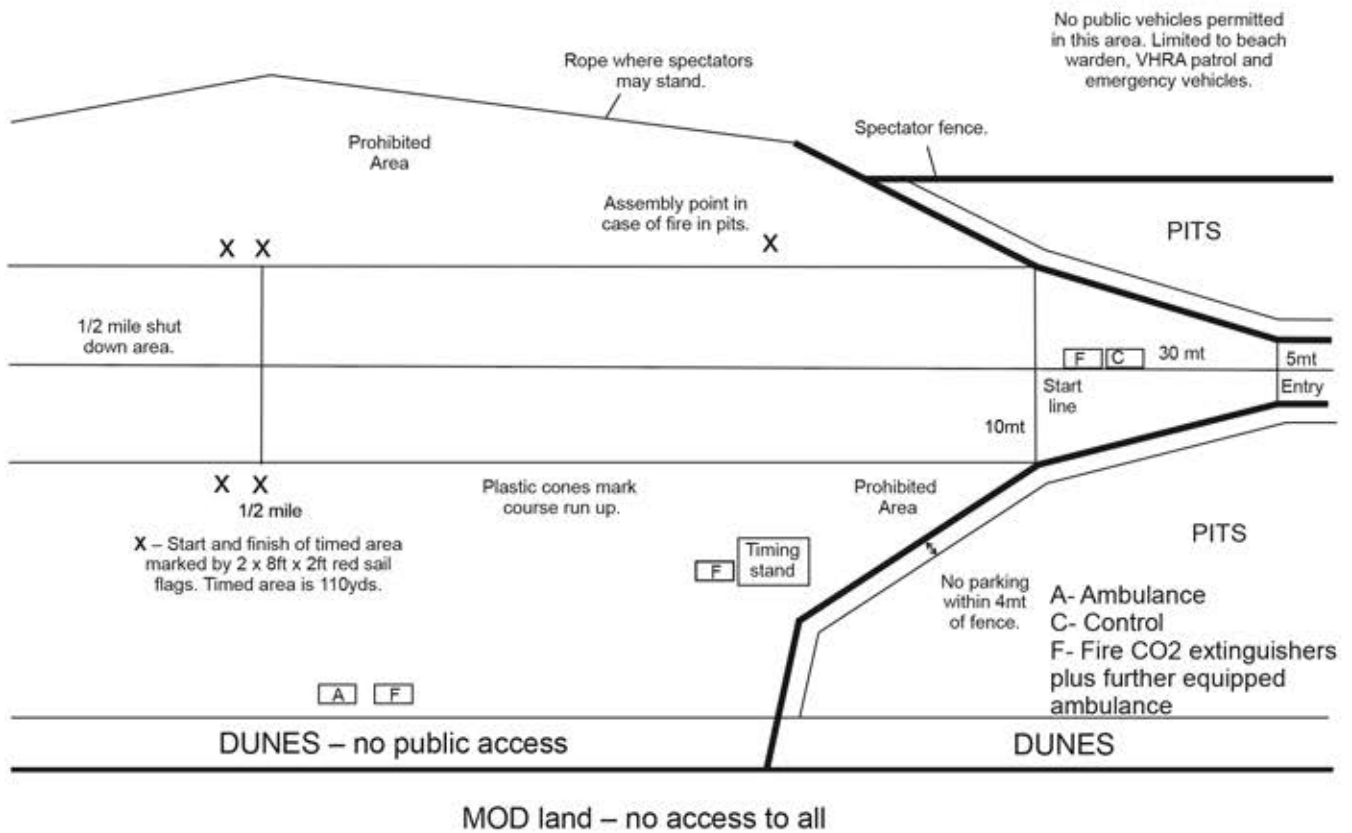 No public vehicles permitted
in this area. Limited to beach
warden, VHRA patrol and
emergency vehicles.
Rope where spectators
may stand.
Spectator fence.
Prohibited
Area
Assembly point in
case of fire in pits.
X
PITS
X X
1/2 mile shut
down area.
F C 30 mt
5mt
Start
line
Entry
10mt
X X
1/2 mile
Plastic cones mark
course run up.
Prohibited
Area
X – Start and finish of timed area
marked by 2 x 8ft x 2ft red sail
flags. Timed area is 110yds.
F
Timing
stand
PITS
No parking
within 4mt
of fence.
A- Ambulance
C- Control
F- Fire CO2 extinguishers
plus further equipped
ambulance
A F
DUNES – no public access
DUNES
MOD land – no access to all